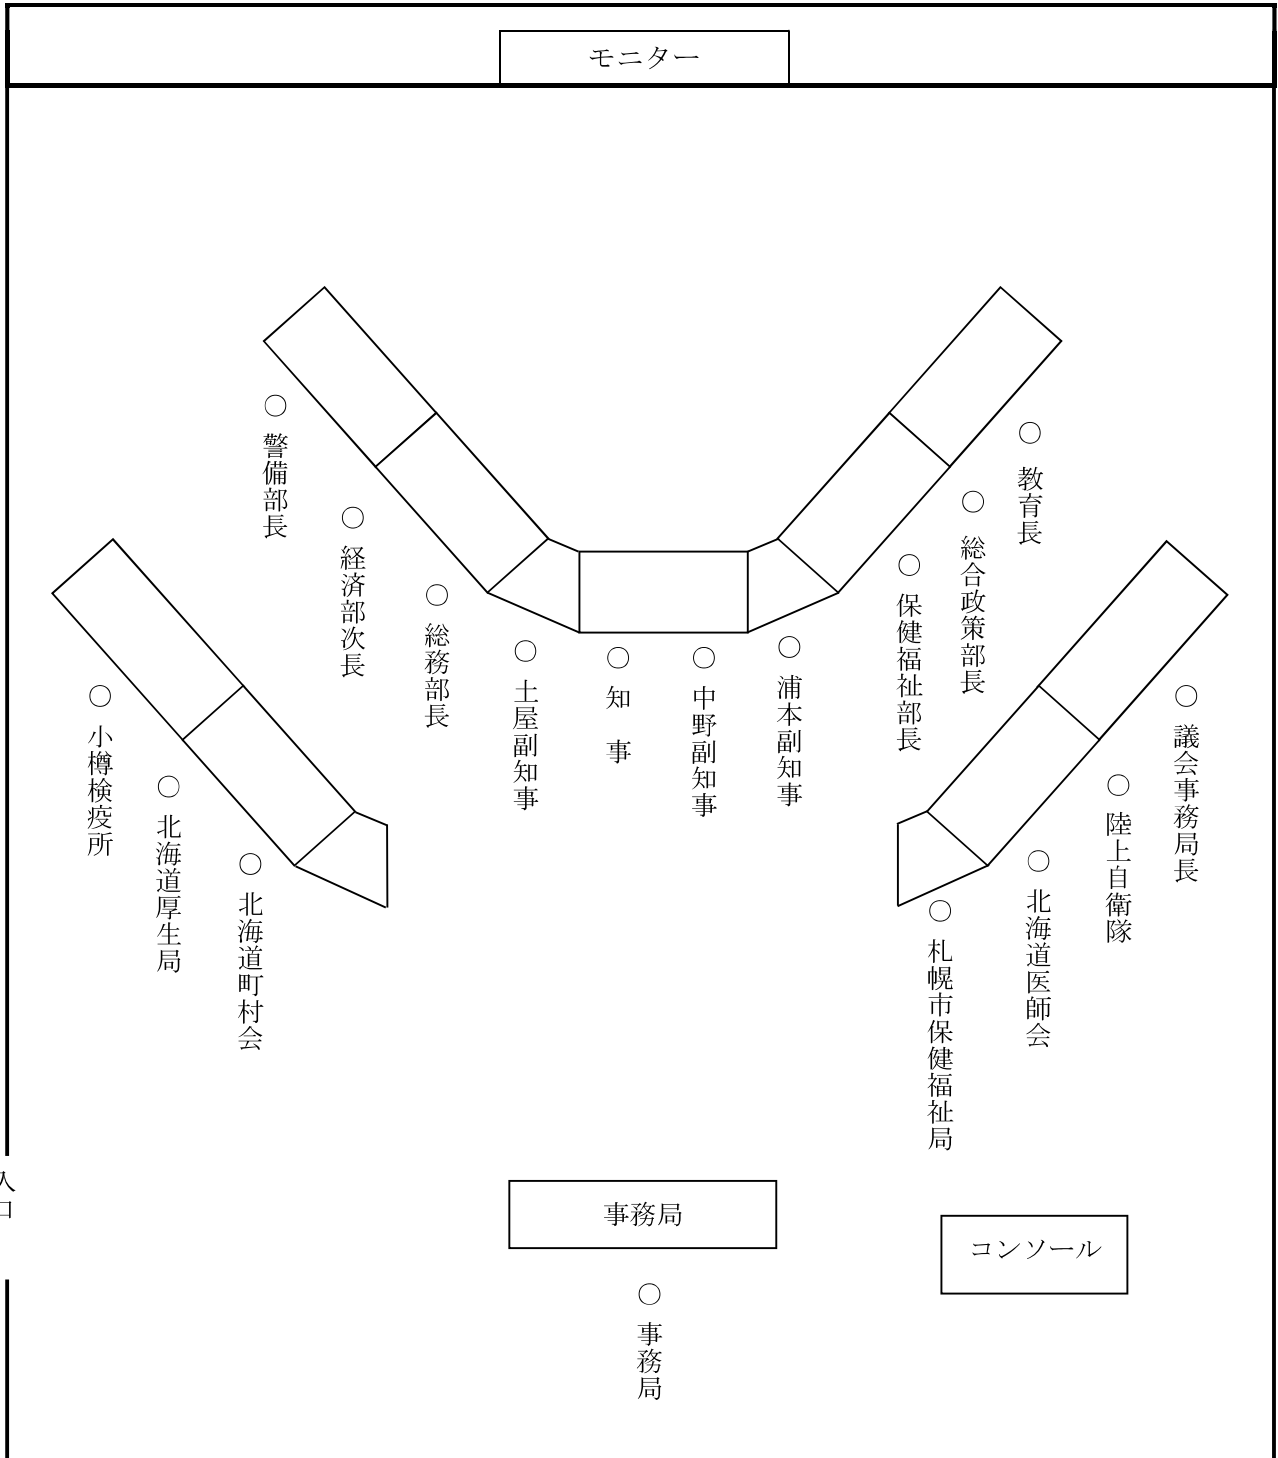 モニター
○ 警備部長
○ 経済部次長
○ 総務部長
○ 土屋副知事
○ 知 事
○ 中野副知事
○ 浦本副知事
○ 保健福祉部長
○ 総合政策部長
○ 教育長
○ 小樽検疫所
○ 北海道厚生局
○ 北海道町村会
○ 札幌市保健福祉局
○ 北海道医師会
○ 陸上自衛隊
○ 議会事務局長
入口
事務局
コンソール
○ 事務局